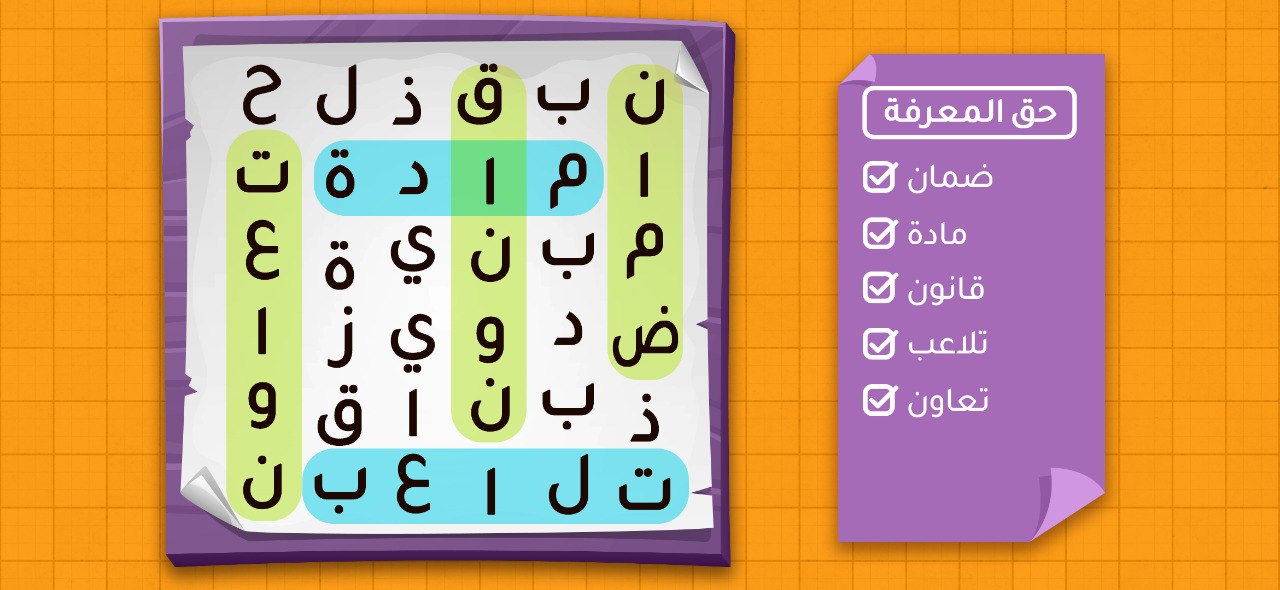 ن ب ق ذ ل ح
ا م ا د ة ت
م ب ن ي ة ع
ض د و ي ز ا
ذ ب ن ا ق و
ت ل ا ع ب ن
حق المعرفة
ضمان
مادة
قانون
تلاعب
تعاون